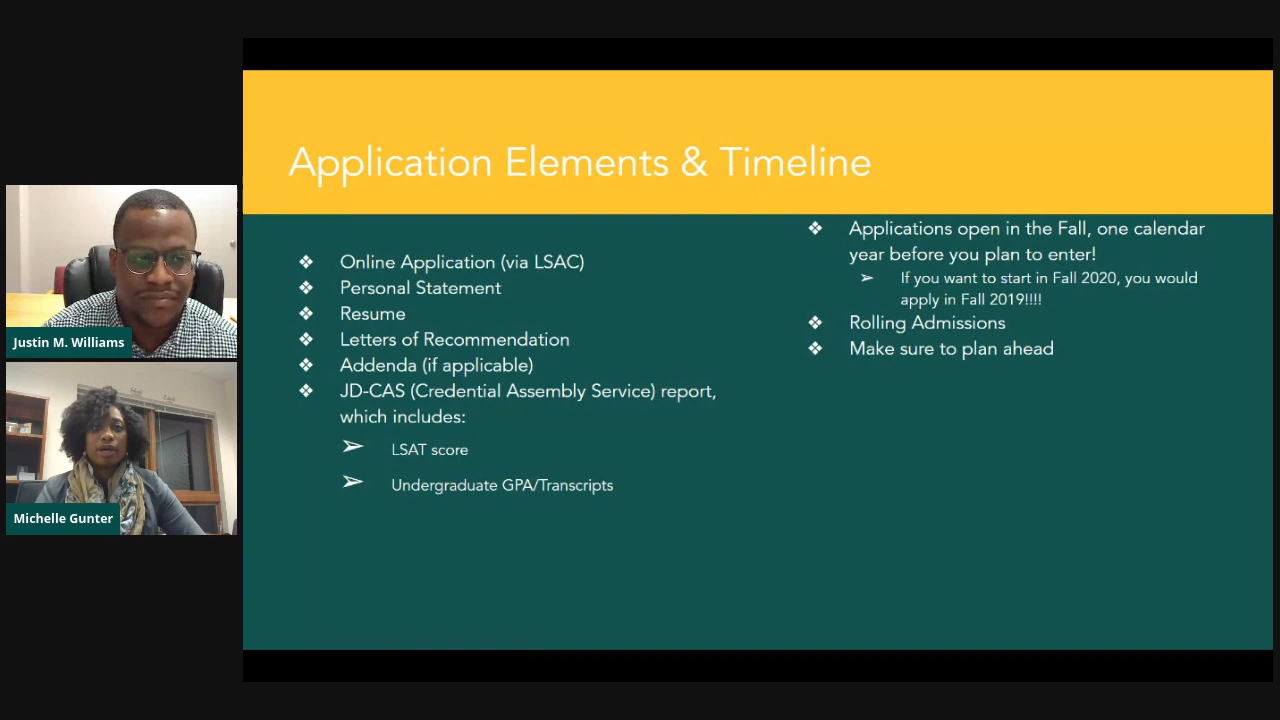 Application Elements & Timeline
❖ Online Application (via LSAC)
❖ Personal Statement
❖ Resume
❖ Letters of Recommendation
❖ Addenda (if applicable)
❖ JD-CAS (Credential Assembly Service) report,
which includes:
➢ LSAT score
➢ Undergraduate GPA/Transcripts
❖ Applications open in the Fall, one calendar
year before you plan to enter!
➢ If you want to start in Fall 2020, you would
apply in Fall 2019!!!!
❖ Rolling Admissions
❖ Make sure to plan ahead
Justin M. Williams
Michelle Gunter